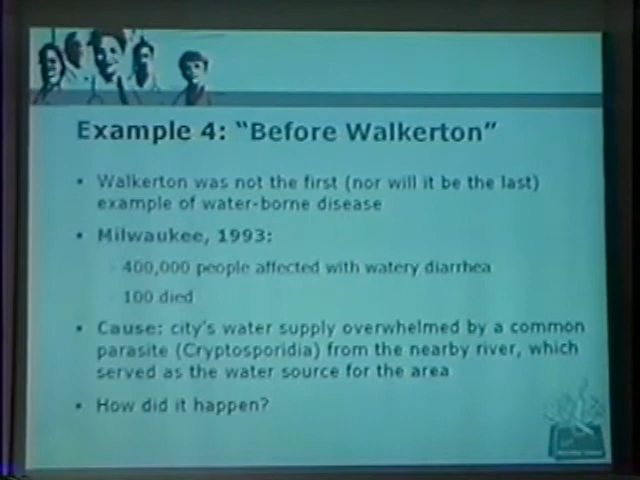 Example 4: “Before Walkerton”
• Walkerton was not the first (nor will it be the last)
example of water-borne disease
• Milwaukee, 1993:
- 400,000 people affected with watery diarrhea
- 100 died
• Cause: city’s water supply overwhelmed by a common
parasite (Cryptosporidia) from the nearby river, which
served as the water source for the area
• How did it happen?